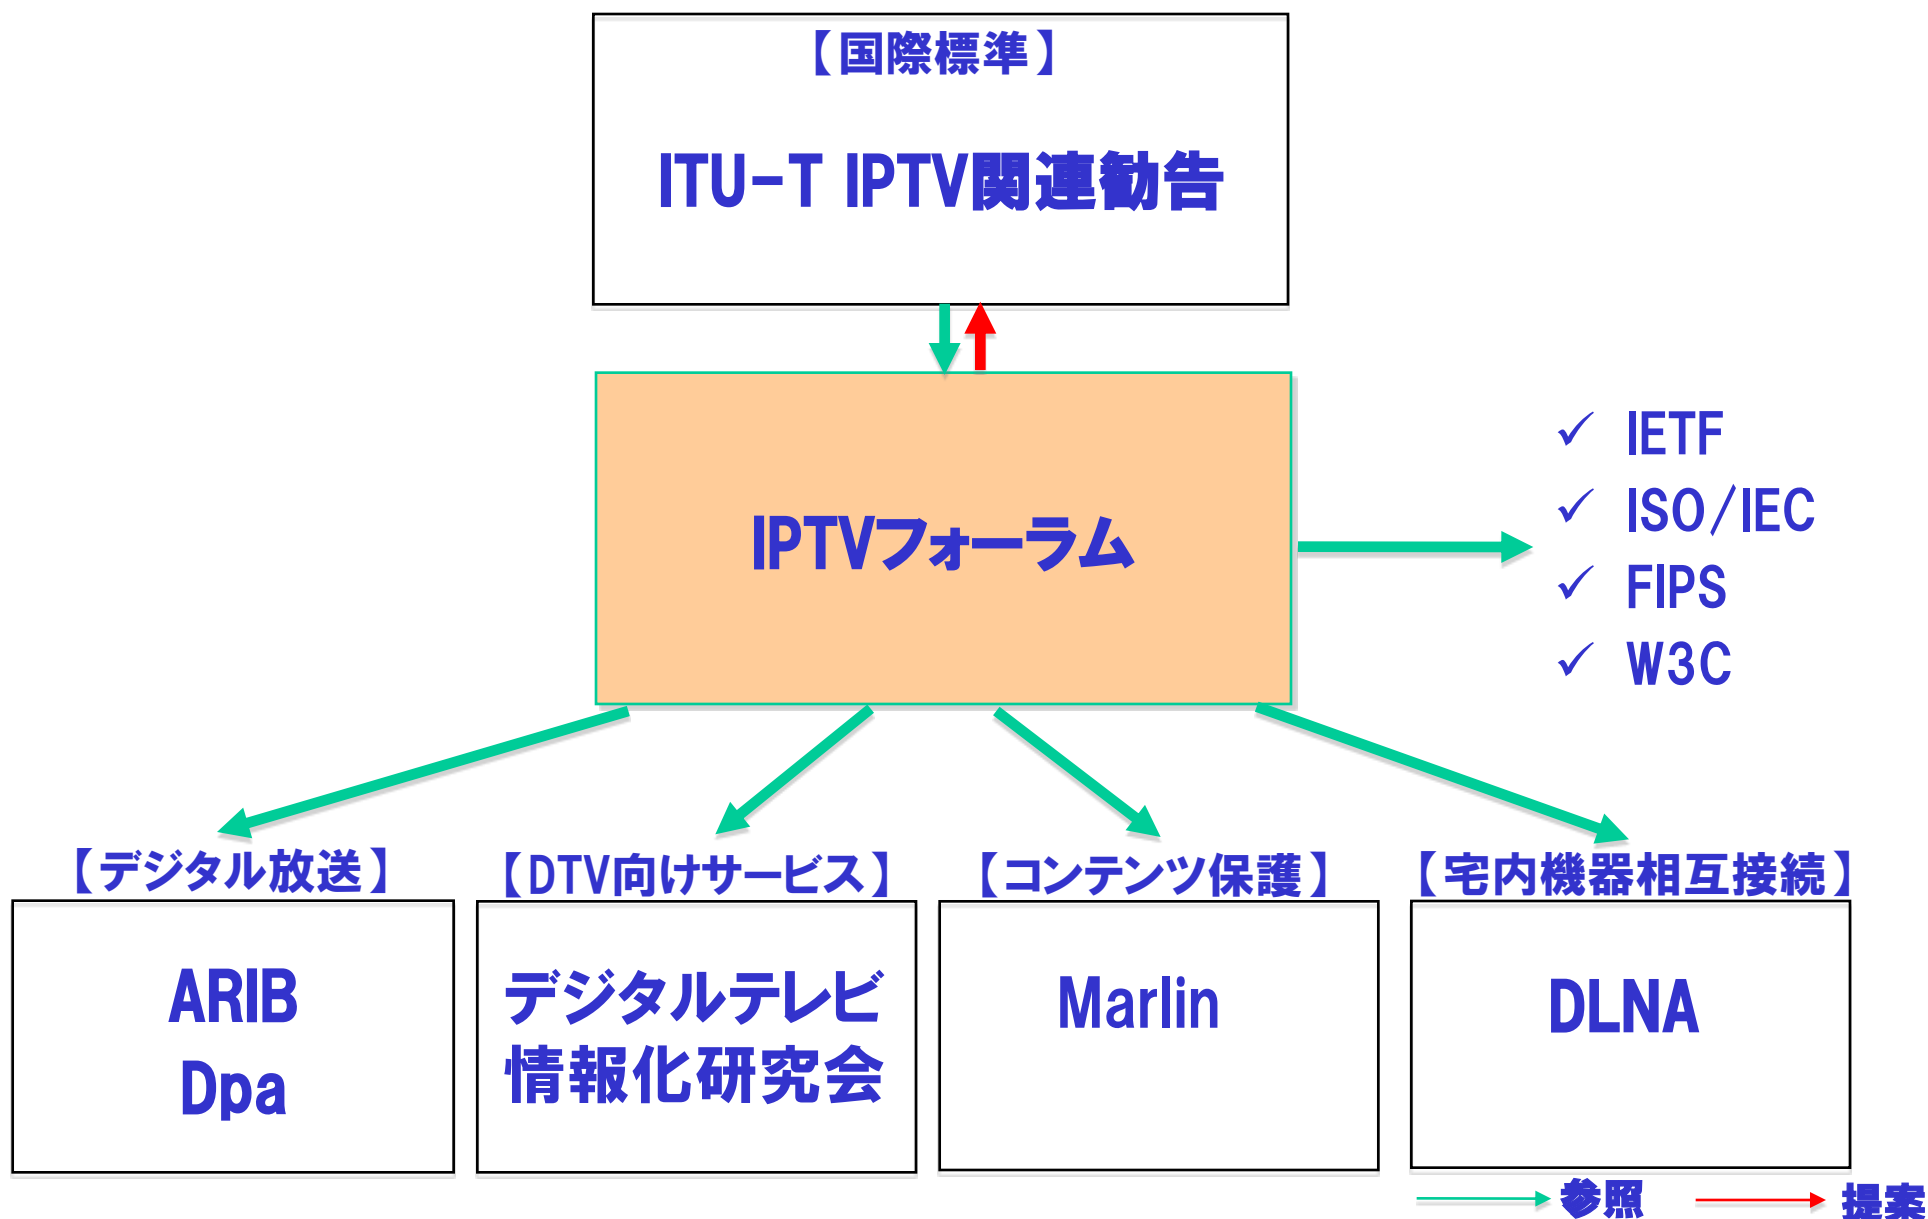 【国際標準】
ITU-T IPTV関連勧告
IPTVフォーラム
✓ IETF
✓ ISO/IEC
✓ FIPS
✓ W3C
【デジタル放送】
ARIB
Dpa
【DTV向けサービス】
デジタルテレビ
情報化研究会
【コンテンツ保護】
Marlin
【宅内機器相互接続】
DLNA
参照
提案